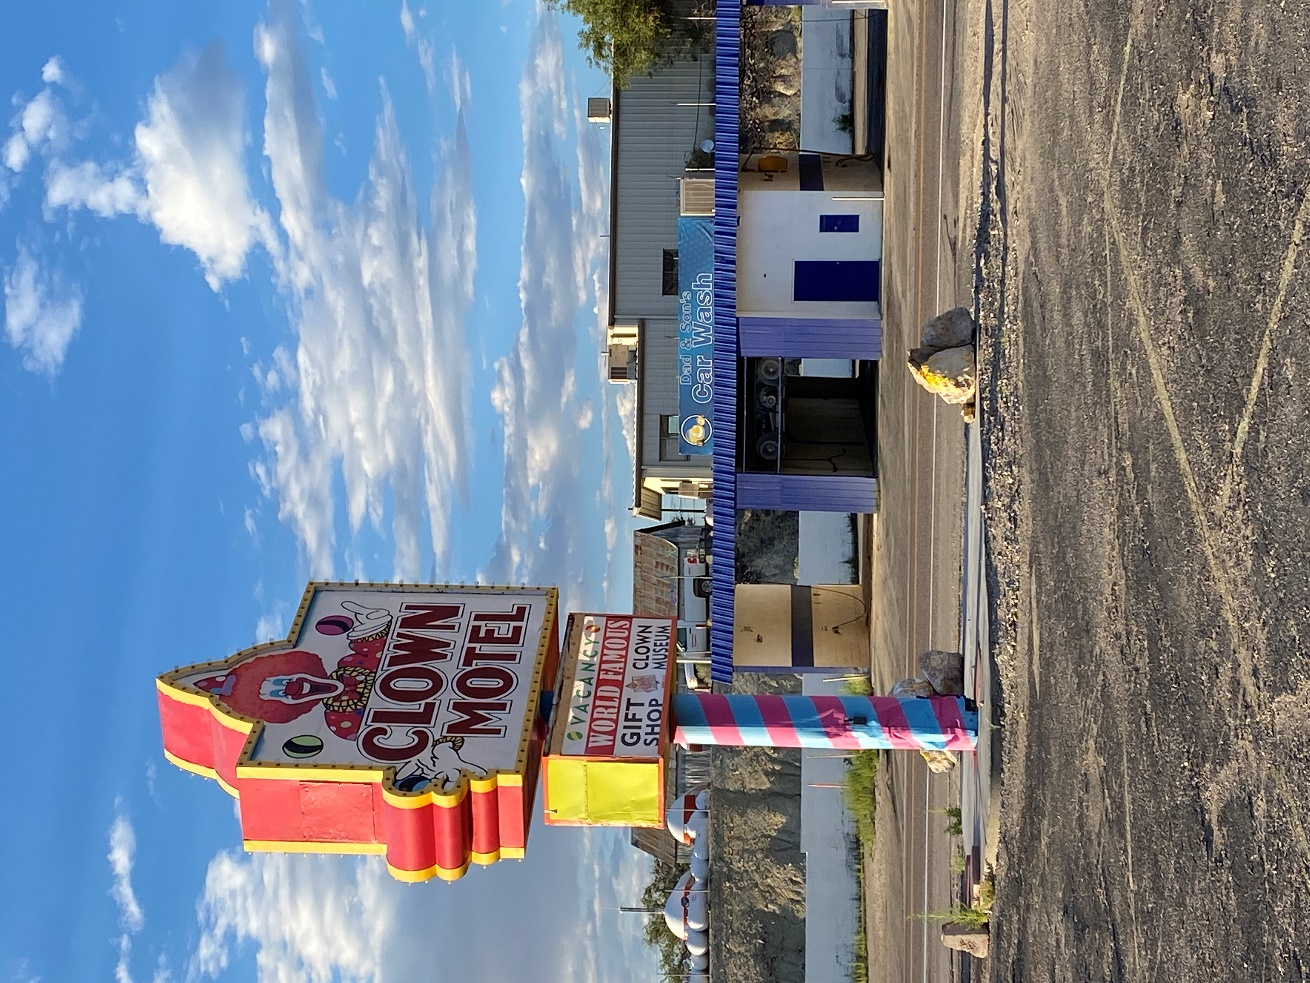 CLOWN
MOTEL
VACANCY
WORLD FAMOUS
GIFT
SHOP
CLOWN
MUSEUM
Dad & Son's
Car Wash